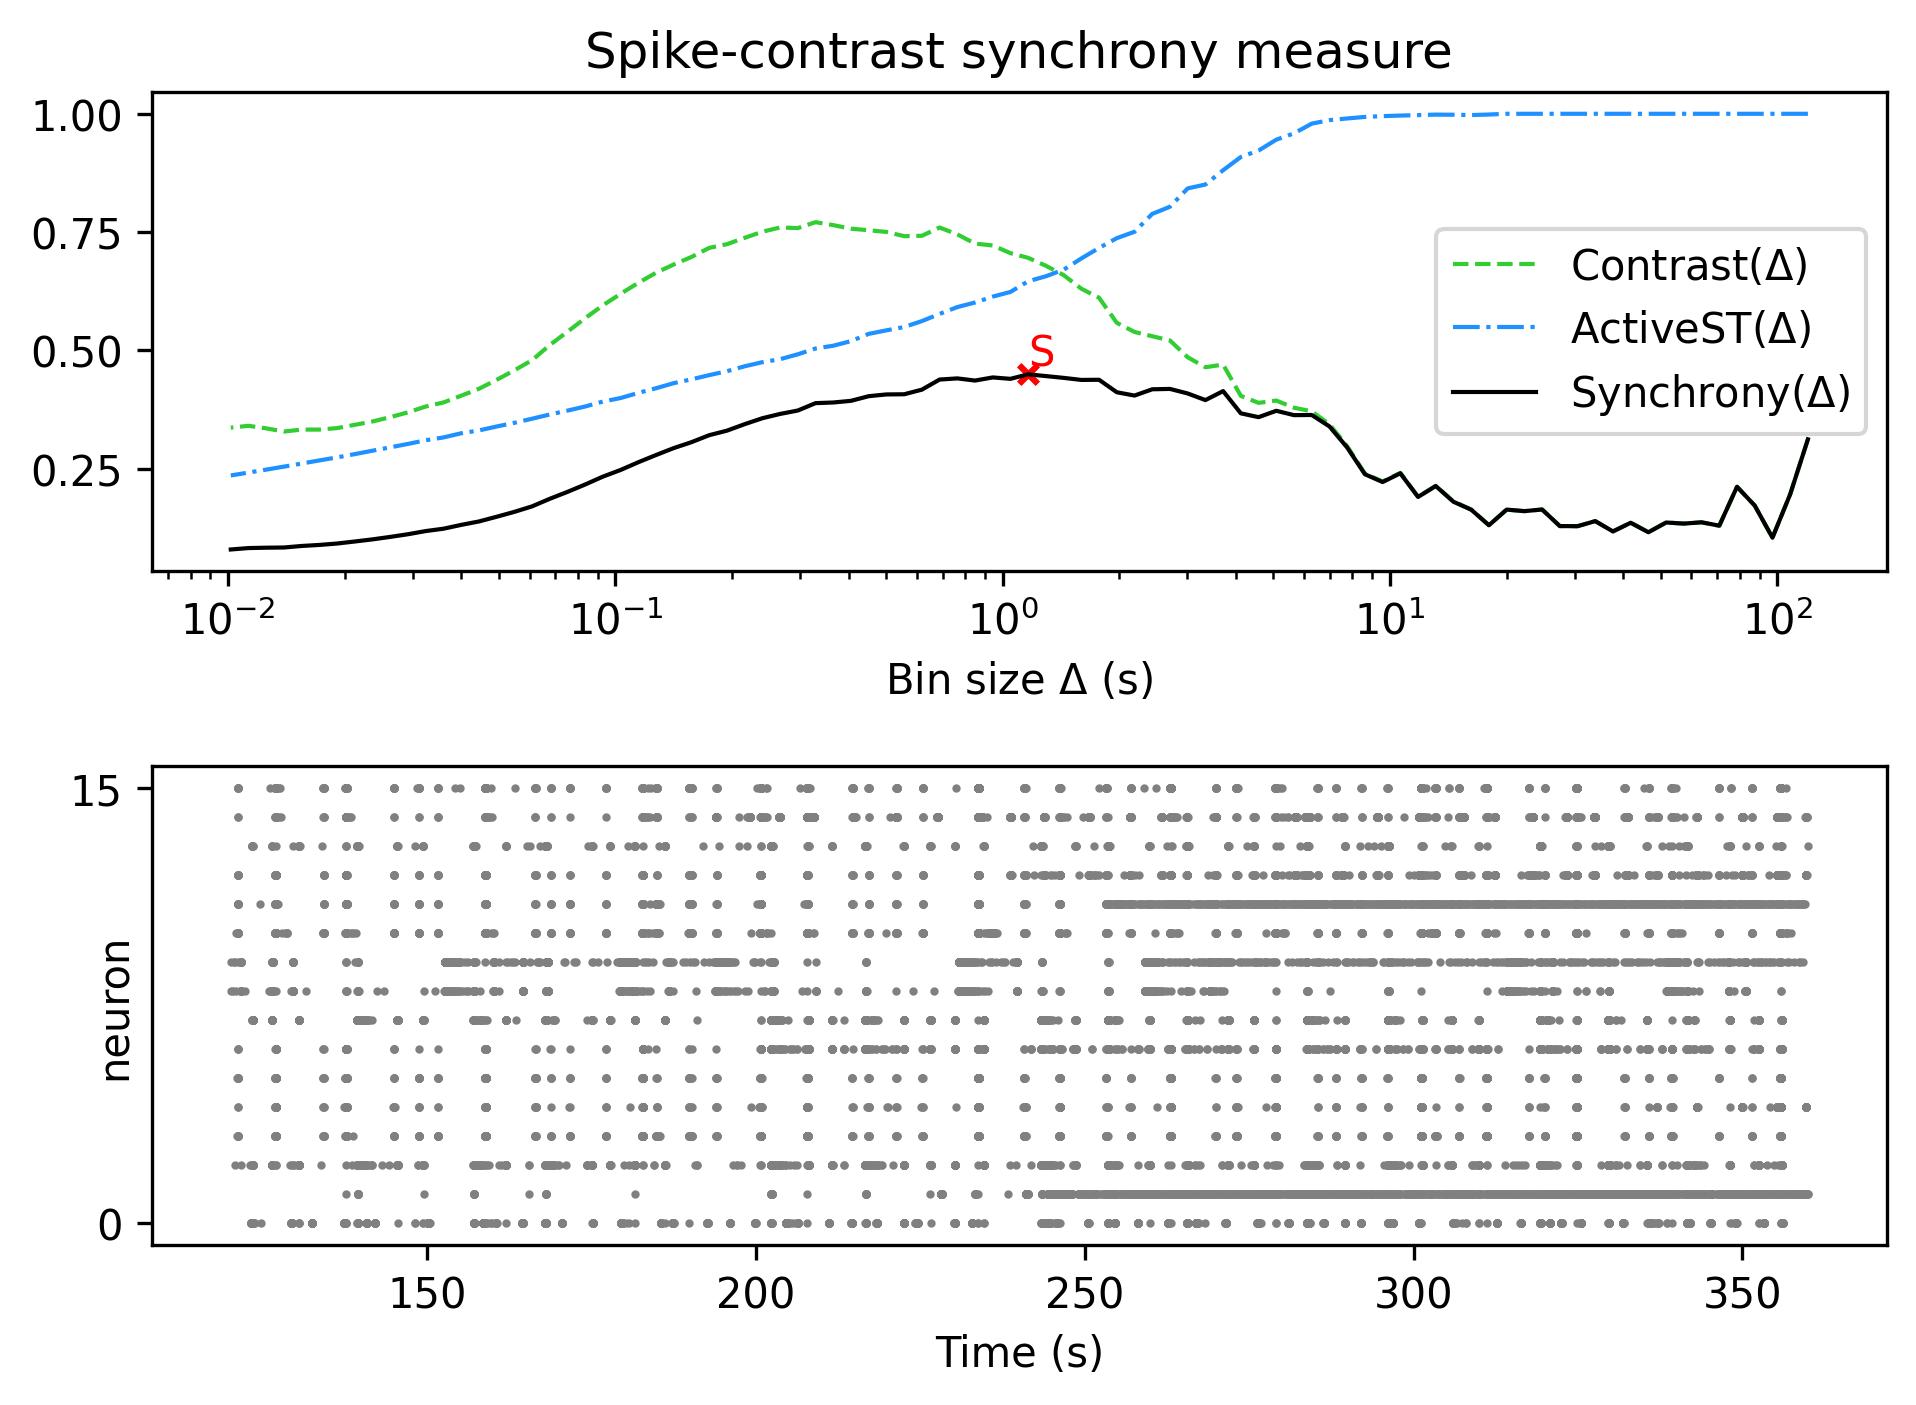 Spike-contrast synchrony measure
1.00
0.75
0.50
0.25
S
Contrast(Δ)
ActiveST(Δ)
Synchrony(Δ)
10⁻² 10⁻¹ 10⁰ 10¹ 10²
Bin size Δ (s)
15
neuron
0
150 200 250 300 350
Time (s)